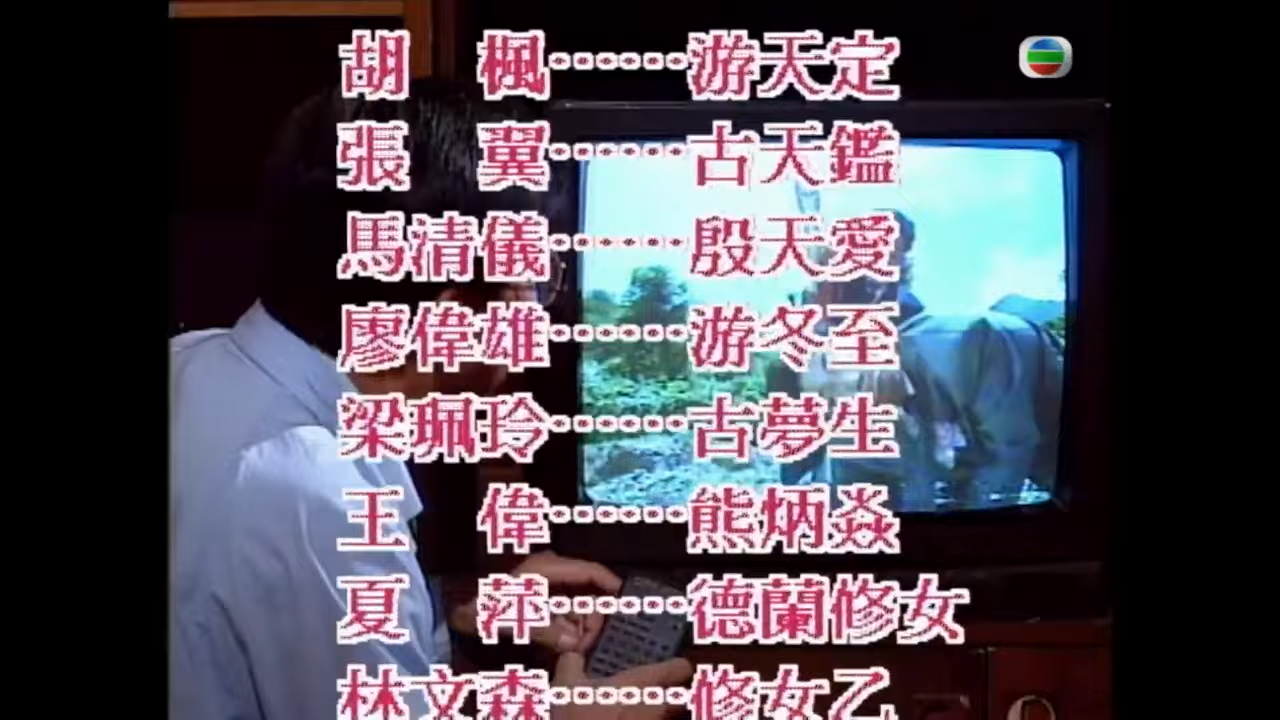 胡　楓……游天定
張　翼……古天鑑
馬清儀……殷天愛
廖偉雄……游冬至
梁珮玲……古夢生
王　偉……熊炳焱
夏　萍……德蘭修女
林文森……修女乙